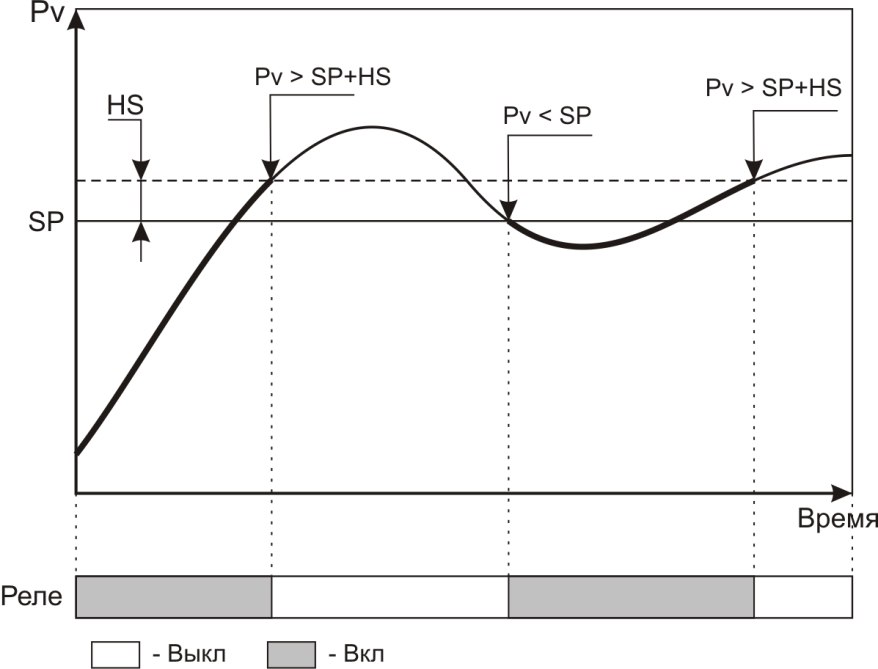 Pv
HS
Pv > SP+HS
Pv < SP
Pv > SP+HS
SP
Время
Реле
- Выкл
- Вкл